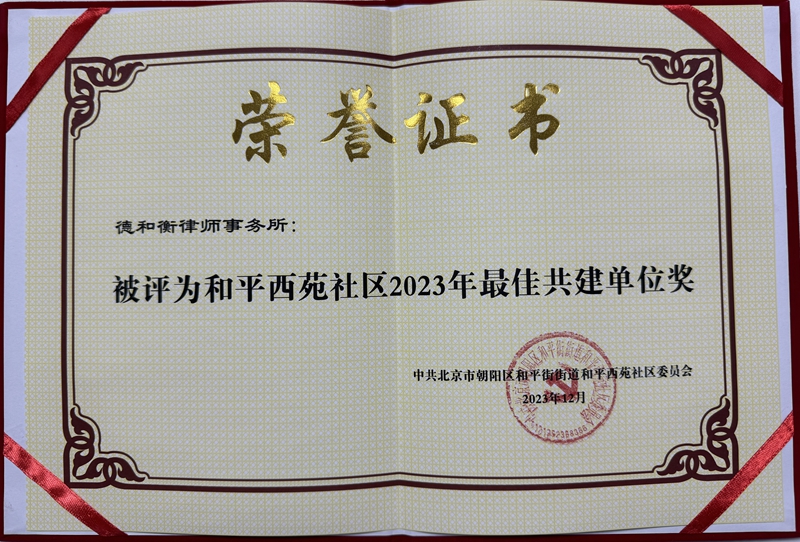 荣誉证书
德和衡律师事务所：
被评为和平西苑社区2023年最佳共建单位奖
中共北京市朝阳区和平街街道和平西苑社区委员会
2023年12月